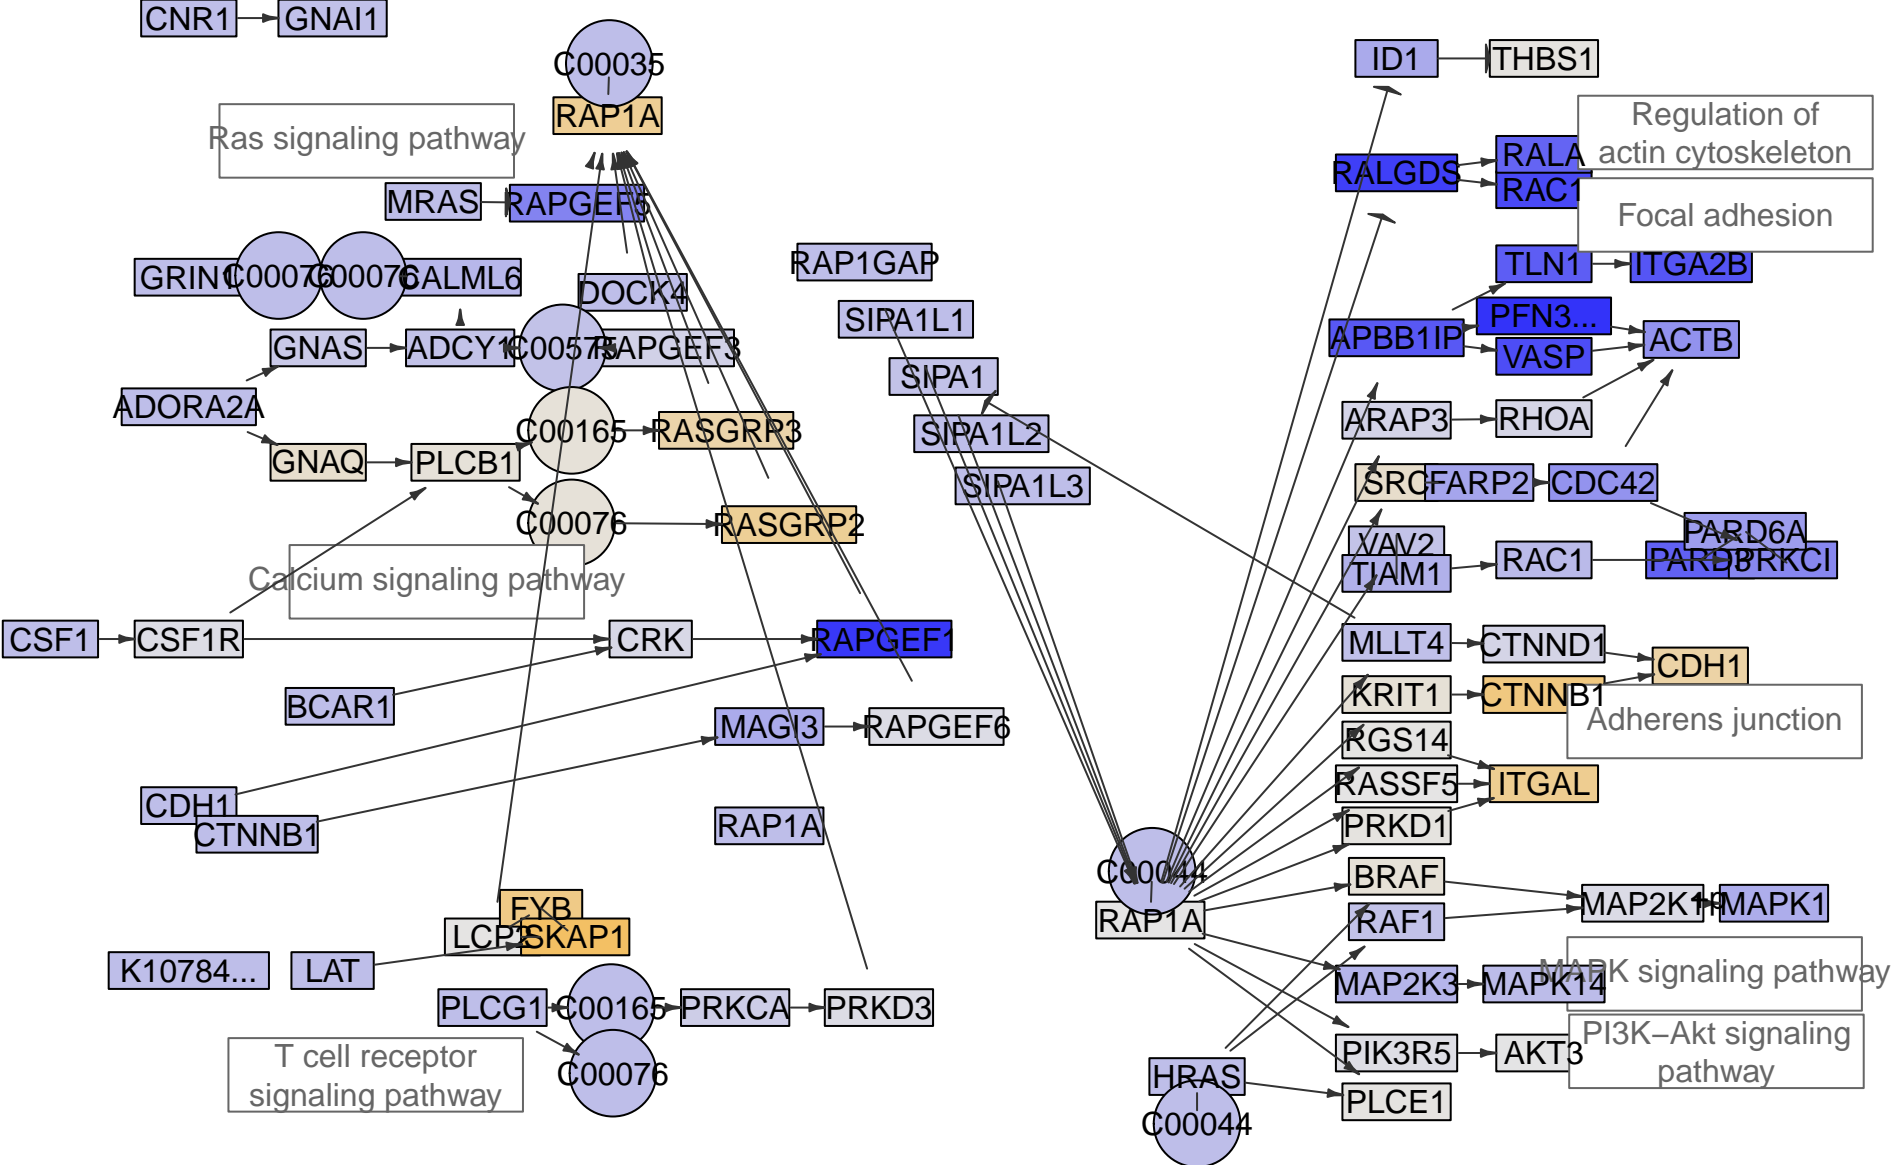 CNR1
GNAI1
C00035
RAP1A
Ras signaling pathway
MRAS
RAPGEF5
GRIN1
C00076
C00076
CALML6
DOCK4
GNAS
ADCY1
C00575
RAPGEF3
ADORA2A
C00165
RASGRP3
GNAQ
PLCB1
C00076
RASGRP2
Calcium signaling pathway
CSF1
CSF1R
CRK
RAPGEF1
BCAR1
MAGI3
RAPGEF6
CDH1
CTNNB1
RAP1A
FYB
LCP2
SKAP1
K10784...
LAT
PLCG1
C00165
PRKCA
PRKD3
C00076
T cell receptor
signaling pathway
RAP1GAP
SIPA1L1
SIPA1
SIPA1L2
SIPA1L3
C00044
RAP1A
HRAS
C00044
ID1
THBS1
Regulation of
actin cytoskeleton
RALGDS
RALA
RAC1
Focal adhesion
TLN1
ITGA2B
APBB1IP
PFN3...
VASP
ACTB
ARAP3
RHOA
SRC
FARP2
CDC42
VAV2
TIAM1
RAC1
PARD6A
PARD3
PRKCI
MLLT4
CTNND1
CDH1
KRIT1
CTNNB1
Adherens junction
RGS14
RASSF5
ITGAL
PRKD1
BRAF
RAF1
MAP2K1
+p
MAPK1
MAP2K3
MAPK14
MAPK signaling pathway
PIK3R5
AKT3
PI3K−Akt signaling
pathway
PLCE1